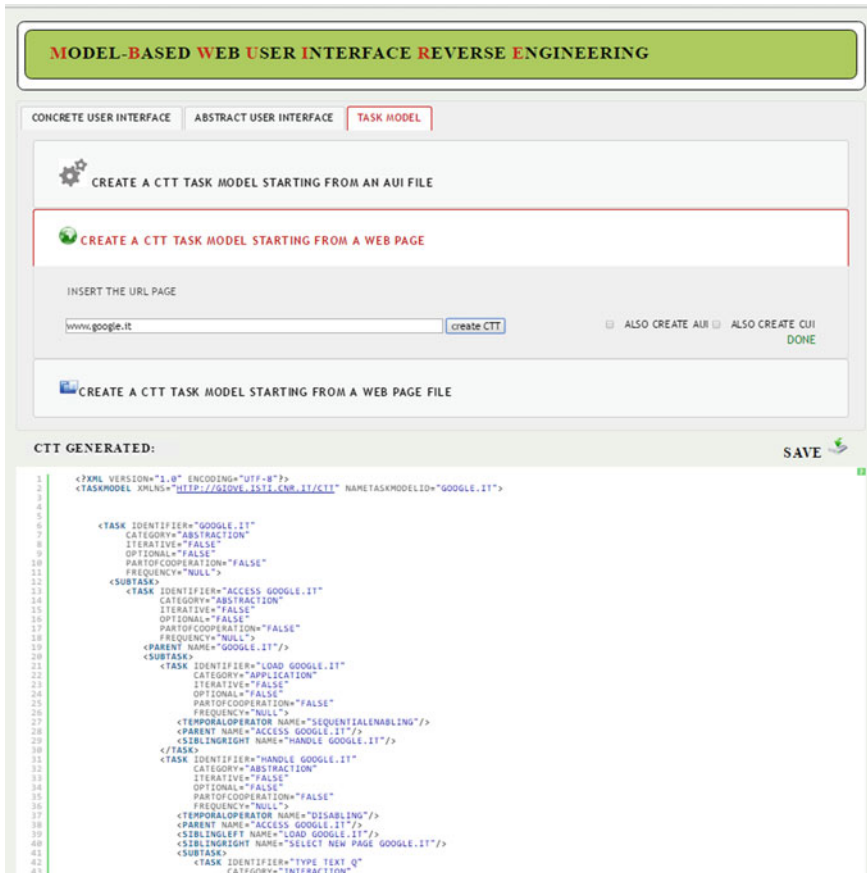 MODEL-BASED WEB USER INTERFACE REVERSE ENGINEERING
CONCRETE USER INTERFACE ABSTRACT USER INTERFACE TASK MODEL
CREATE A CTT TASK MODEL STARTING FROM AN AUI FILE
CREATE A CTT TASK MODEL STARTING FROM A WEB PAGE
INSERT THE URL PAGE
www.google.it create CTT ALSO CREATE AUI ALSO CREATE CUI
DONE
CREATE A CTT TASK MODEL STARTING FROM A WEB PAGE FILE
CTT GENERATED: SAVE
1 <?XML VERSION="1.0" ENCODING="UTF-8"?>
2 <TASKMODEL XMLNS="HTTP://GIOVE.ISTI.CNR.IT/CTT" NAMETASKMODELID="GOOGLE.IT">
3
4
5
6 <TASK IDENTIFIER="GOOGLE.IT"
7 CATEGORY="ABSTRACTION"
8 ITERATIVE="FALSE"
9 OPTIONAL="FALSE"
10 PARTOFCOOPERATION="FALSE"
11 FREQUENCY="NULL">
12 <SUBTASK>
13 <TASK IDENTIFIER="ACCESS GOOGLE.IT"
14 CATEGORY="ABSTRACTION"
15 ITERATIVE="FALSE"
16 OPTIONAL="FALSE"
17 PARTOFCOOPERATION="FALSE"
18 FREQUENCY="NULL">
19 <PARENT NAME="GOOGLE.IT"/>
20 <SUBTASK>
21 <TASK IDENTIFIER="LOAD GOOGLE.IT"
22 CATEGORY="APPLICATION"
23 ITERATIVE="FALSE"
24 OPTIONAL="FALSE"
25 PARTOFCOOPERATION="FALSE"
26 FREQUENCY="NULL">
27 <TEMPORALOPERATOR NAME="SEQUENTIALENABLING"/>
28 <PARENT NAME="ACCESS GOOGLE.IT"/>
29 <SIBLINGRIGHT NAME="HANDLE GOOGLE.IT"/>
30 </TASK>
31 <TASK IDENTIFIER="HANDLE GOOGLE.IT"
32 CATEGORY="ABSTRACTION"
33 ITERATIVE="FALSE"
34 OPTIONAL="FALSE"
35 PARTOFCOOPERATION="FALSE"
36 FREQUENCY="NULL">
37 <TEMPORALOPERATOR NAME="DISABLING"/>
38 <PARENT NAME="ACCESS GOOGLE.IT"/>
39 <SIBLINGLEFT NAME="LOAD GOOGLE.IT"/>
40 <SIBLINGRIGHT NAME="SELECT NEW PAGE GOOGLE.IT"/>
41 <SUBTASK>
42 <TASK IDENTIFIER="TYPE TEXT Q"
43 CATEGORY="INTERACTION"